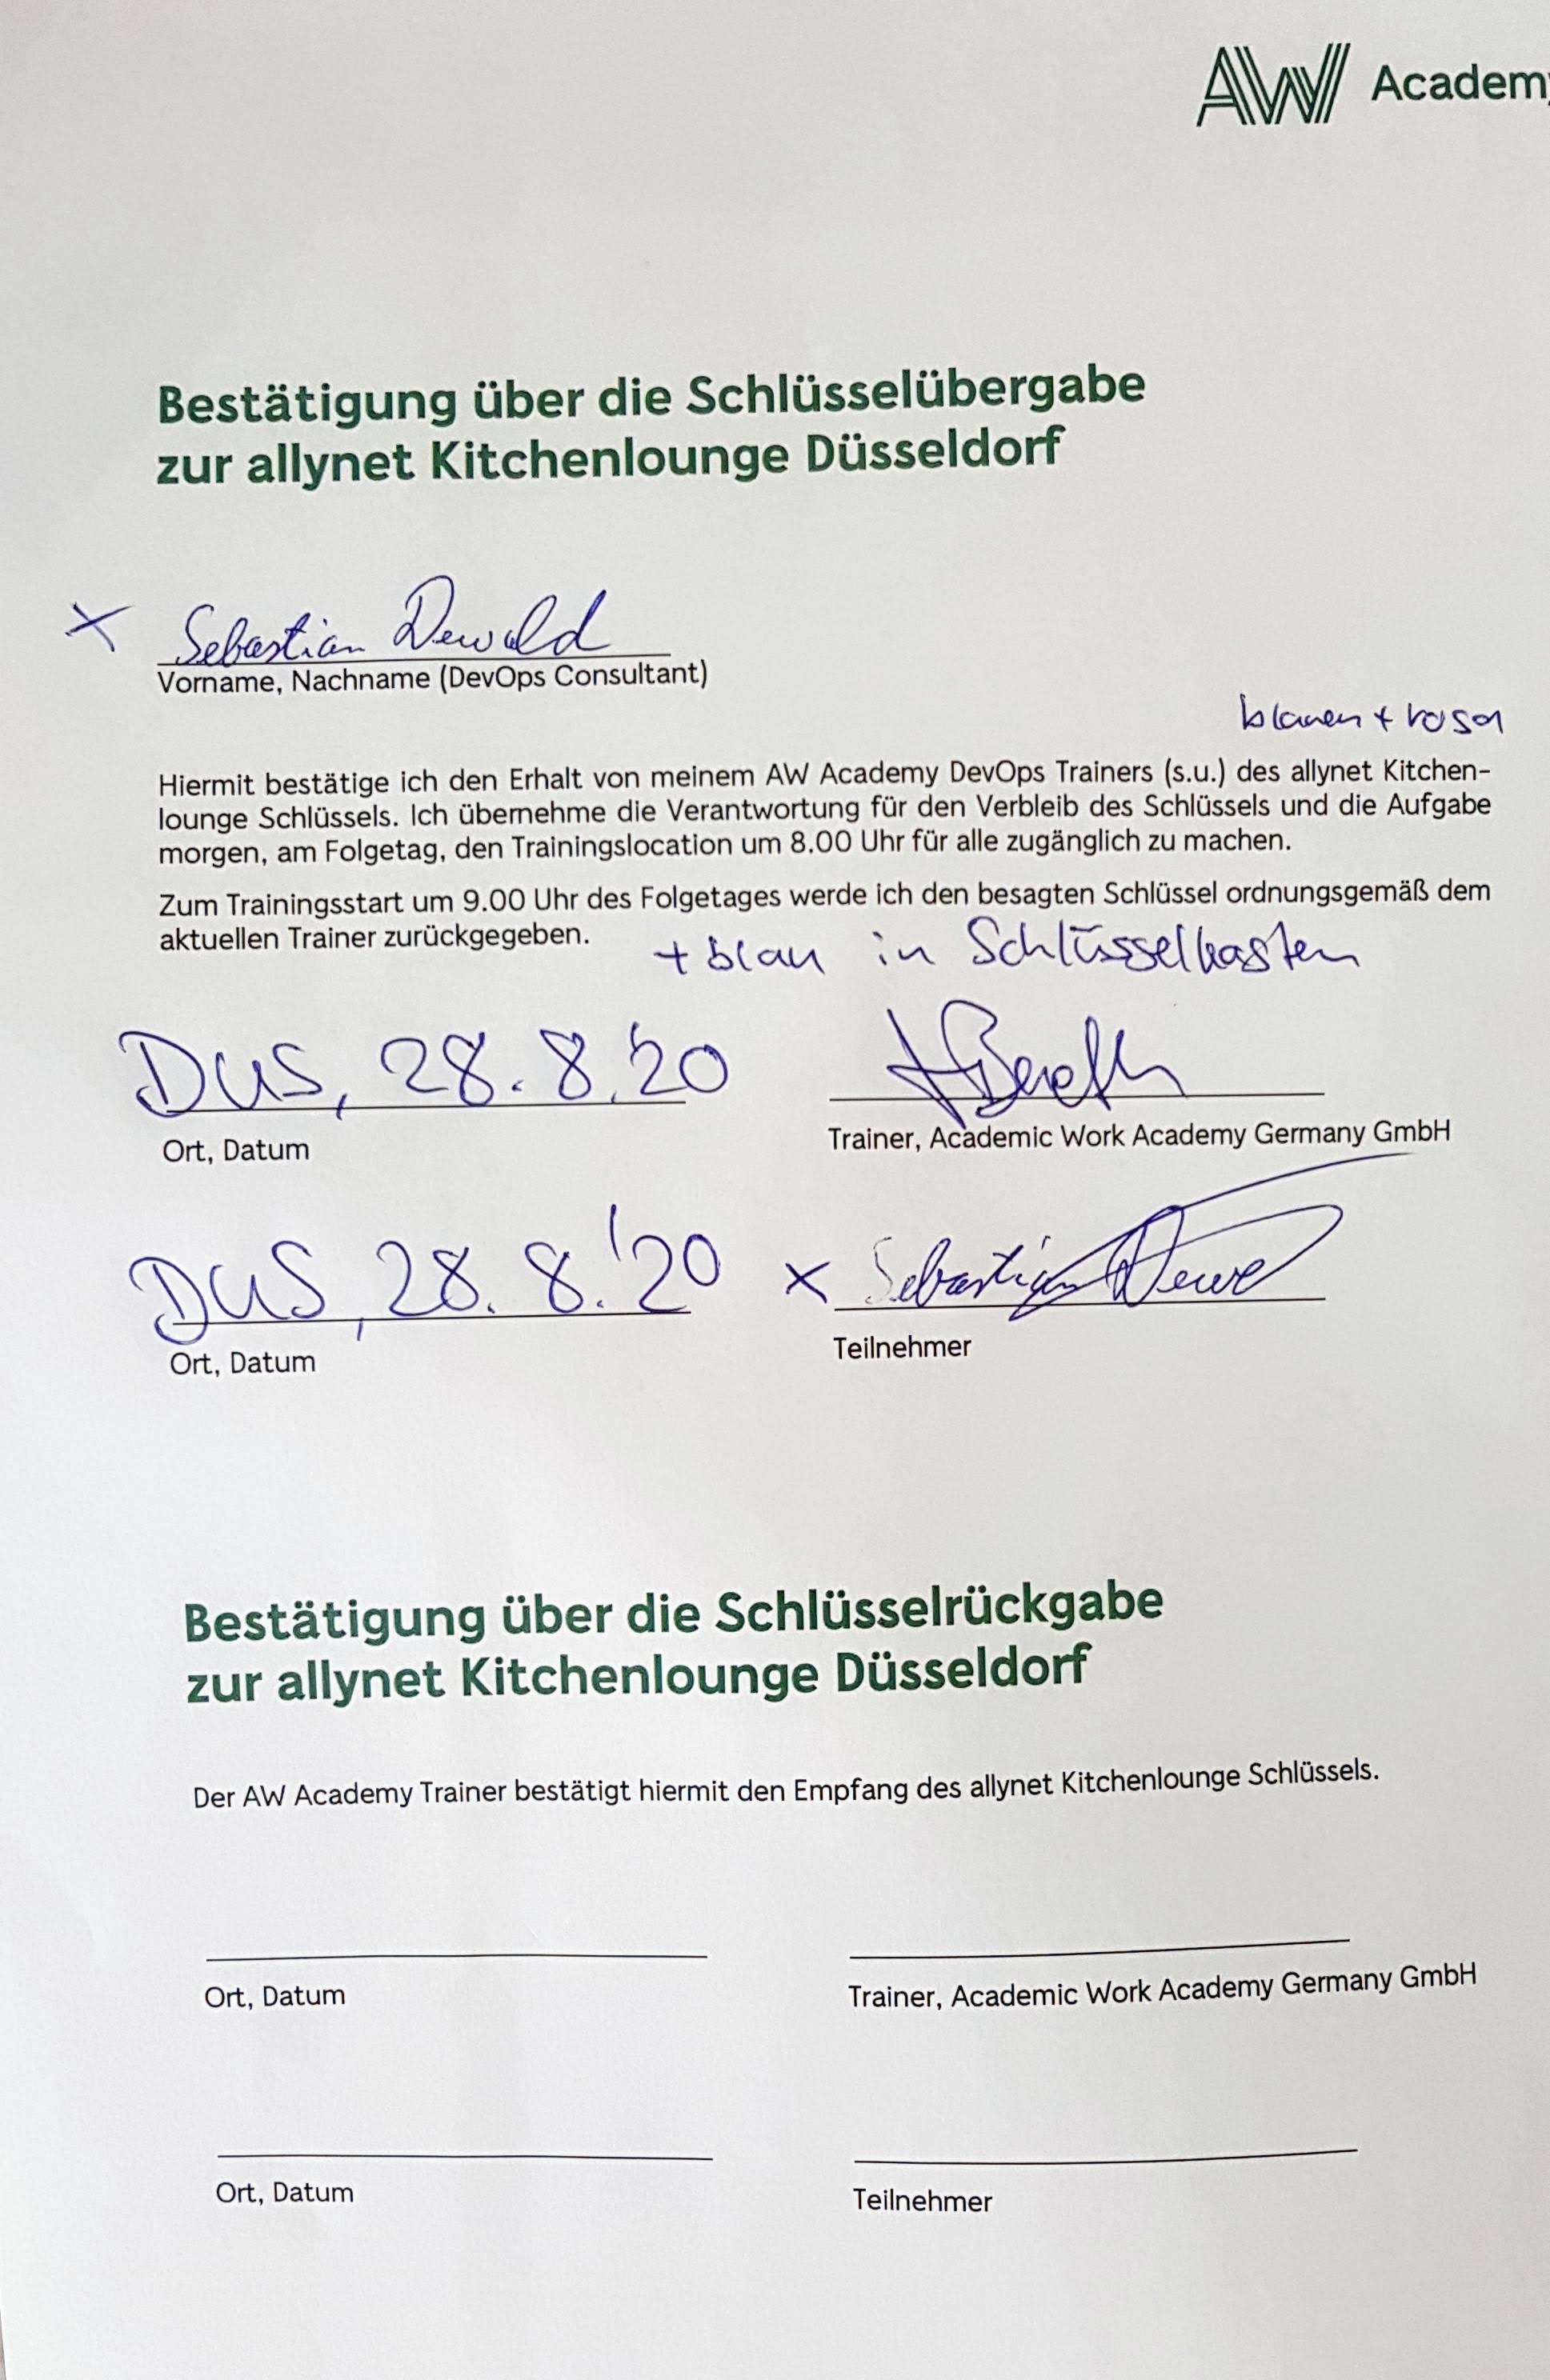 AW Academy
Bestätigung über die Schlüsselübergabe
zur allynet Kitchenlounge Düsseldorf
x Sebastian Dewald
Vorname, Nachname (DevOps Consultant)
blauen + rosa
Hiermit bestätige ich den Erhalt von meinem AW Academy DevOps Trainers (s.u.) des allynet Kitchen-
lounge Schlüssels. Ich übernehme die Verantwortung für den Verbleib des Schlüssels und die Aufgabe
morgen, am Folgetag, den Trainingslocation um 8.00 Uhr für alle zugänglich zu machen.
Zum Trainingsstart um 9.00 Uhr des Folgetages werde ich den besagten Schlüssel ordnungsgemäß dem
aktuellen Trainer zurückgegeben.
+ blau in Schlüsselkasten
DUS, 28.8.'20
Ort, Datum
Trainer, Academic Work Academy Germany GmbH
DUS, 28.8.'20
x Sebastian
Ort, Datum
Teilnehmer
Bestätigung über die Schlüsselrückgabe
zur allynet Kitchenlounge Düsseldorf
Der AW Academy Trainer bestätigt hiermit den Empfang des allynet Kitchenlounge Schlüssels.
Ort, Datum
Trainer, Academic Work Academy Germany GmbH
Ort, Datum
Teilnehmer